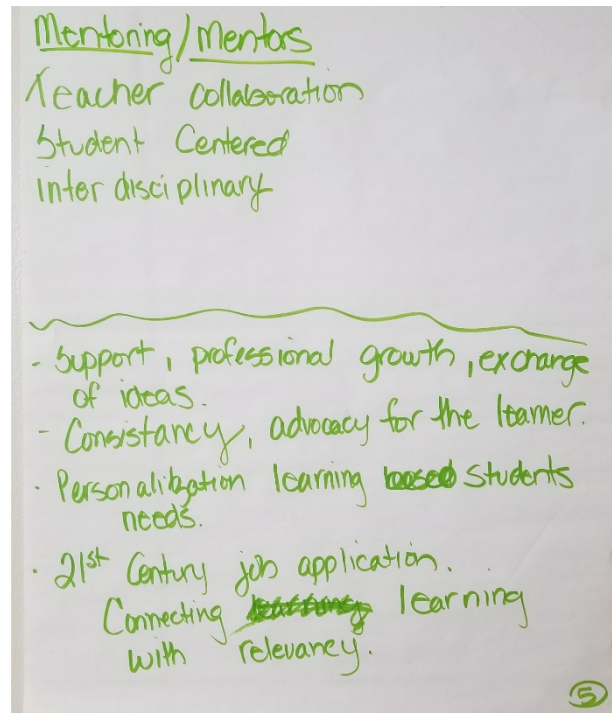 Mentoring/Mentors
Teacher Collaboration
Student Centered
Inter disciplinary
- Support, professional growth, exchange
of ideas.
- Consistancy, advocacy for the learner.
· Personalization learning based Students
needs.
· 21st Century job application.
Connecting learning
with relevancy.
5